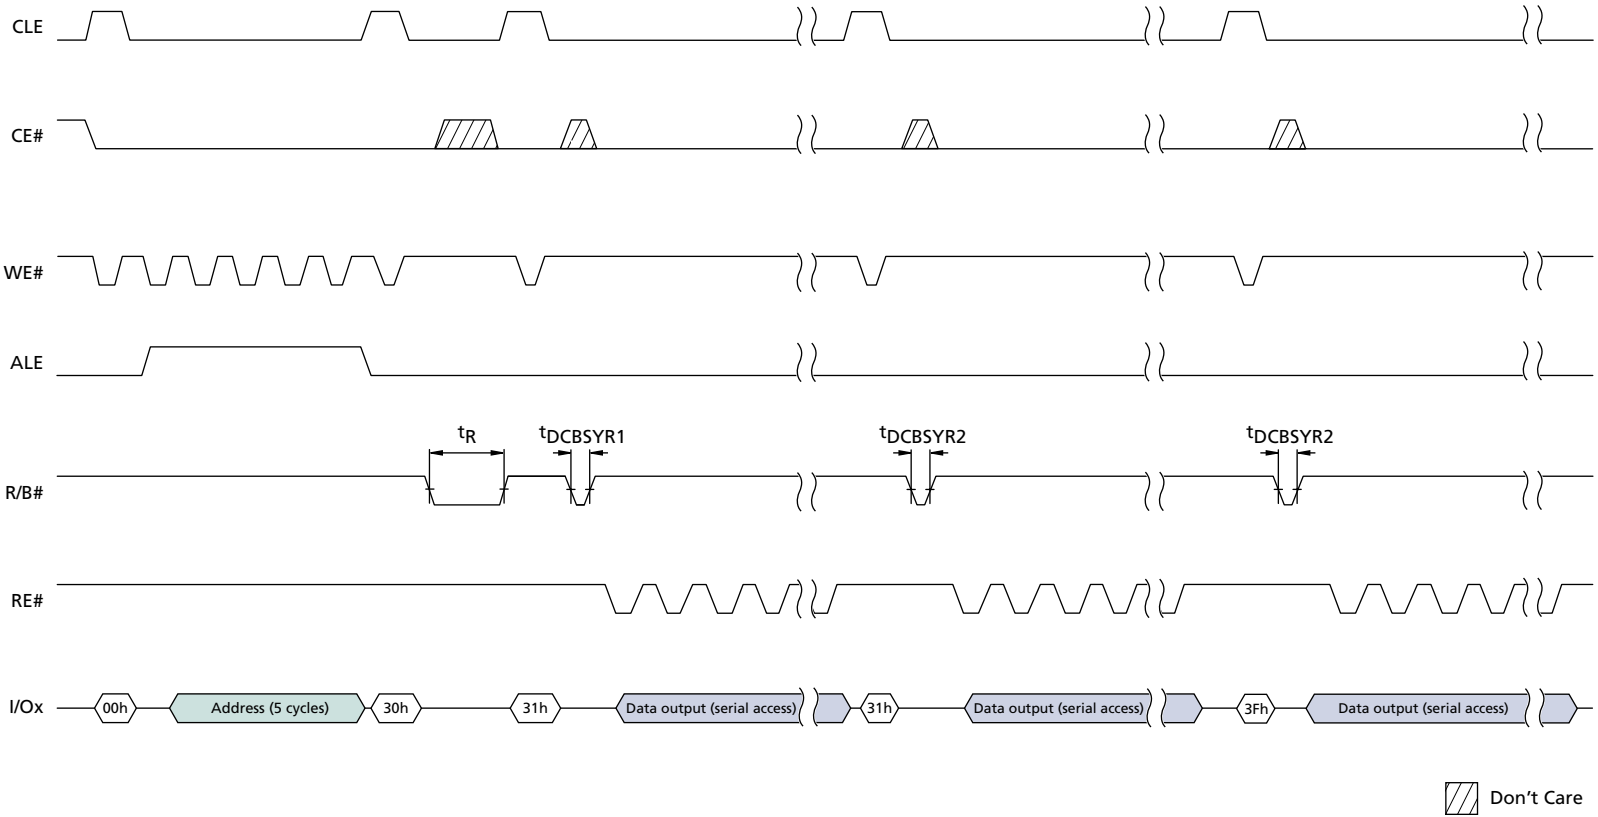 CLE
CE#
WE#
ALE
tR tDCBSYR1 tDCBSYR2 tDCBSYR2
R/B#
RE#
I/Ox 00h Address (5 cycles) 30h 31h Data output (serial access) 31h Data output (serial access) 3Fh Data output (serial access)
Don't Care